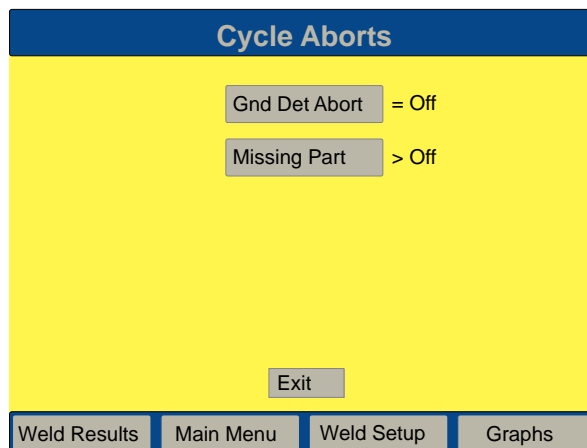 Cycle Aborts
Gnd Det Abort = Off
Missing Part > Off
Exit
Weld Results Main Menu Weld Setup Graphs